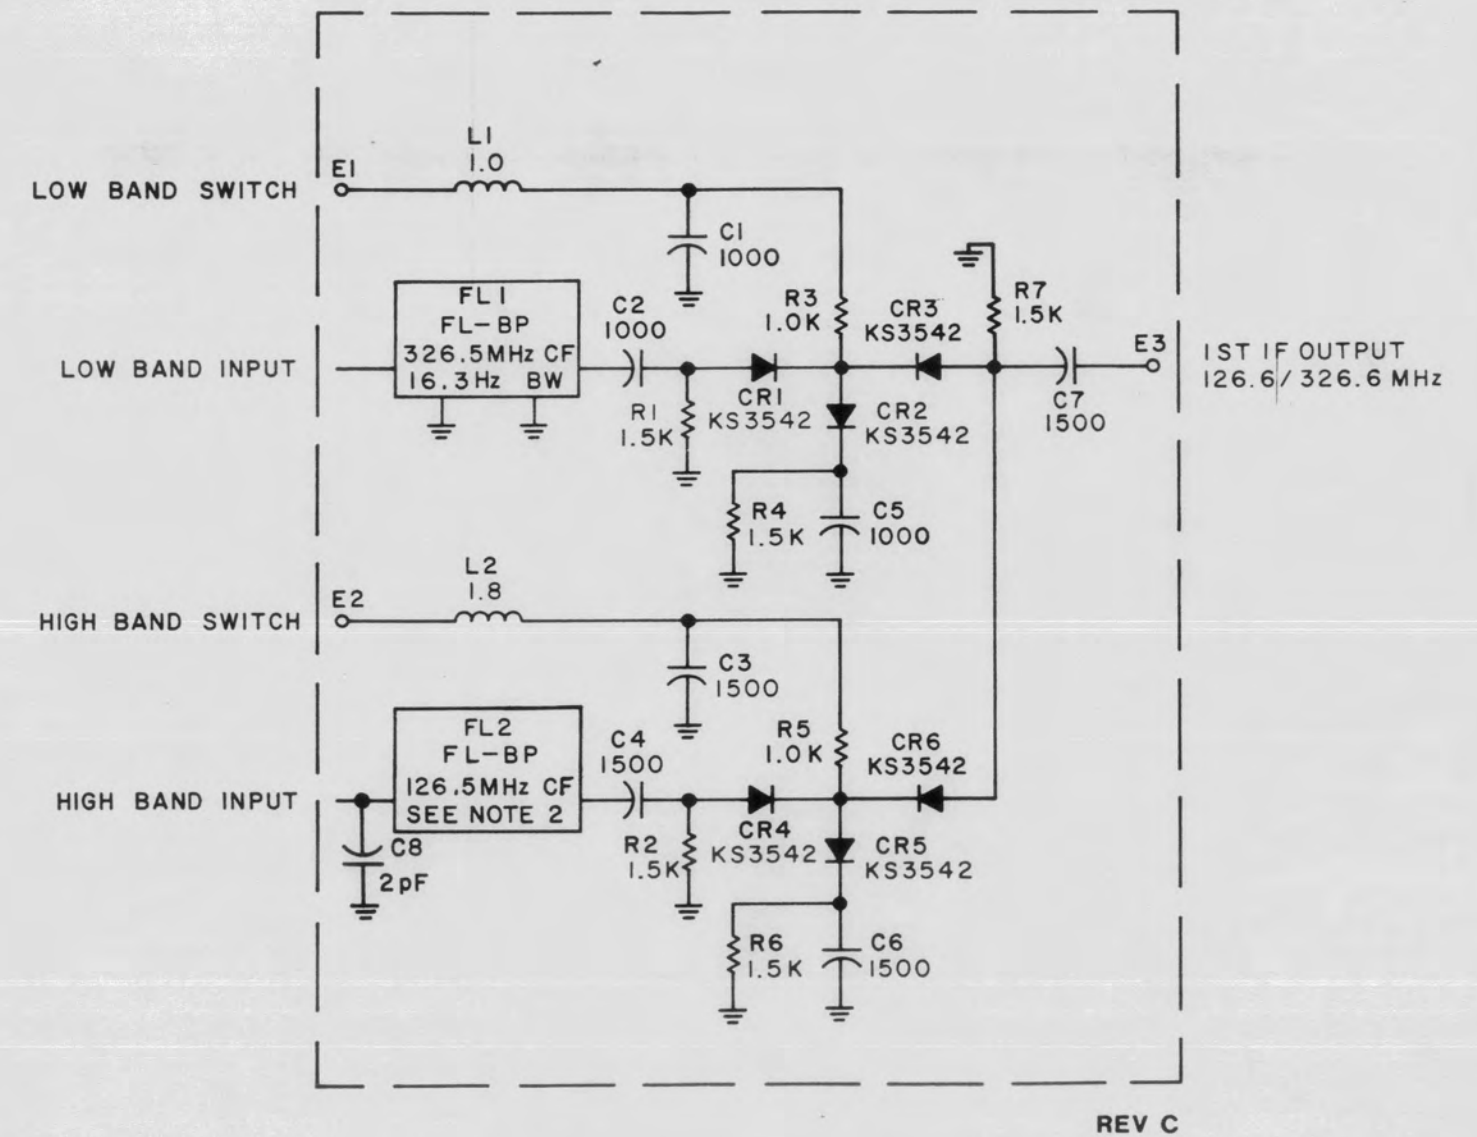 L1
1.0
E1
LOW BAND SWITCH
C1
1000
FL1
FL-BP
326.5MHz CF
16.3Hz BW
C2
1000
R3
1.0K
CR3
KS3542
R7
1.5K
E3
LOW BAND INPUT
1ST IF OUTPUT
126.6/326.6 MHz
R1
1.5K
CR1
KS3542
CR2
KS3542
C7
1500
R4
1.5K
C5
1000
L2
1.8
E2
HIGH BAND SWITCH
C3
1500
FL2
FL-BP
126.5MHz CF
SEE NOTE 2
C4
1500
R5
1.0K
CR6
KS3542
HIGH BAND INPUT
C8
2pF
R2
1.5K
CR4
KS3542
CR5
KS3542
R6
1.5K
C6
1500
REV C